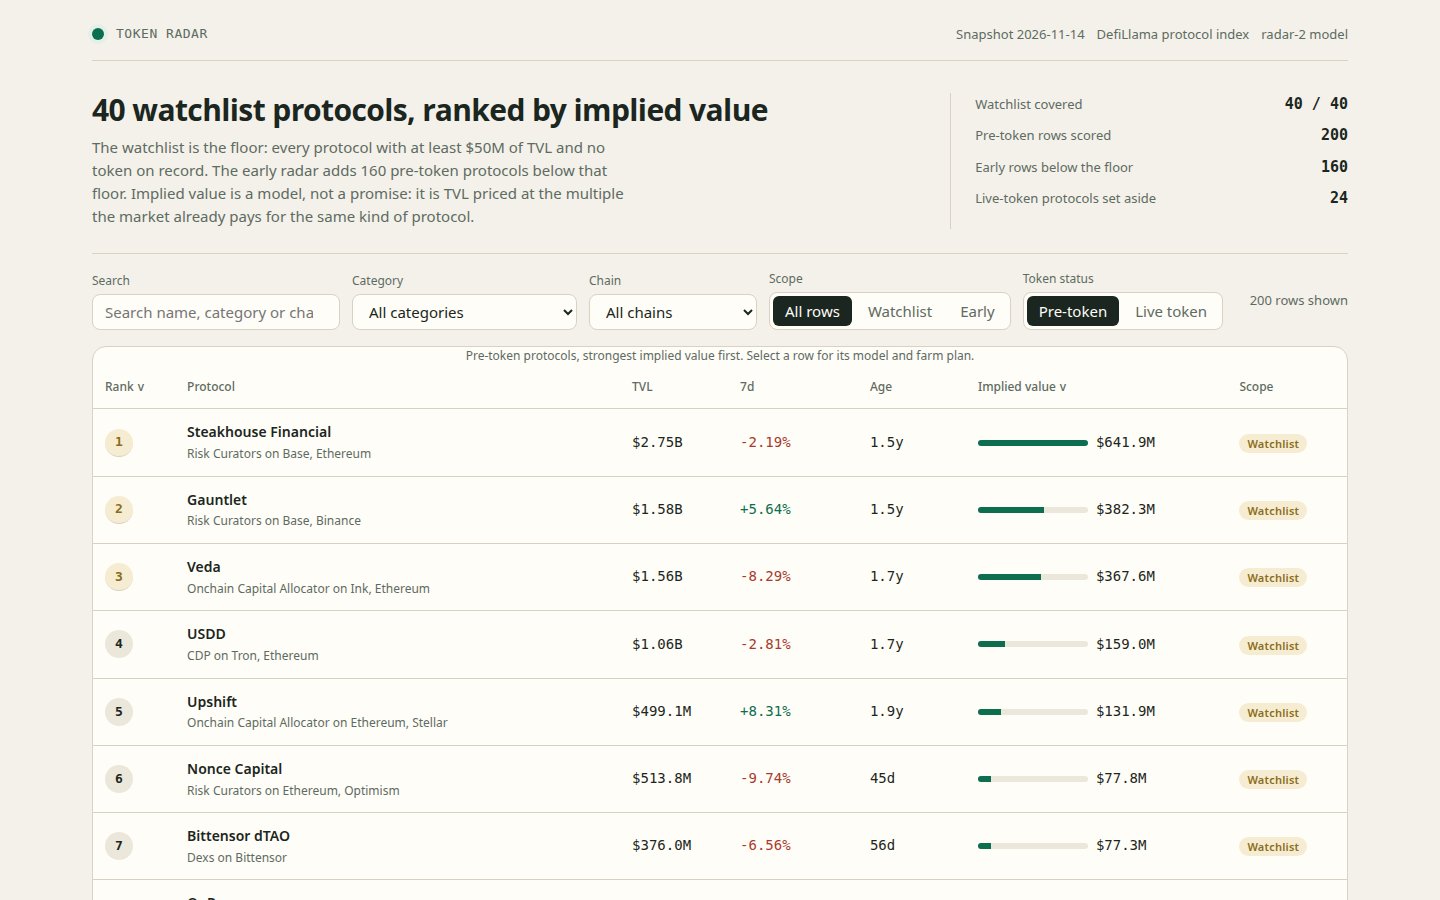 TOKEN RADAR
Snapshot 2026-11-14 DefiLlama protocol index radar-2 model
40 watchlist protocols, ranked by implied value
The watchlist is the floor: every protocol with at least $50M of TVL and no
token on record. The early radar adds 160 pre-token protocols below that
floor. Implied value is a model, not a promise: it is TVL priced at the multiple
the market already pays for the same kind of protocol.
Watchlist covered 40 / 40
Pre-token rows scored 200
Early rows below the floor 160
Live-token protocols set aside 24
Search Category Chain Scope Token status
Search name, category or cha All categories All chains All rows Watchlist Early Pre-token Live token 200 rows shown
Pre-token protocols, strongest implied value first. Select a row for its model and farm plan.
Rank v Protocol TVL 7d Age Implied value v Scope
1 Steakhouse Financial $2.75B -2.19% 1.5y $641.9M Watchlist
Risk Curators on Base, Ethereum
2 Gauntlet $1.58B +5.64% 1.5y $382.3M Watchlist
Risk Curators on Base, Binance
3 Veda $1.56B -8.29% 1.7y $367.6M Watchlist
Onchain Capital Allocator on Ink, Ethereum
4 USDD $1.06B -2.81% 1.7y $159.0M Watchlist
CDP on Tron, Ethereum
5 Upshift $499.1M +8.31% 1.9y $131.9M Watchlist
Onchain Capital Allocator on Ethereum, Stellar
6 Nonce Capital $513.8M -9.74% 45d $77.8M Watchlist
Risk Curators on Ethereum, Optimism
7 Bittensor dTAO $376.0M -6.56% 56d $77.3M Watchlist
Dexs on Bittensor